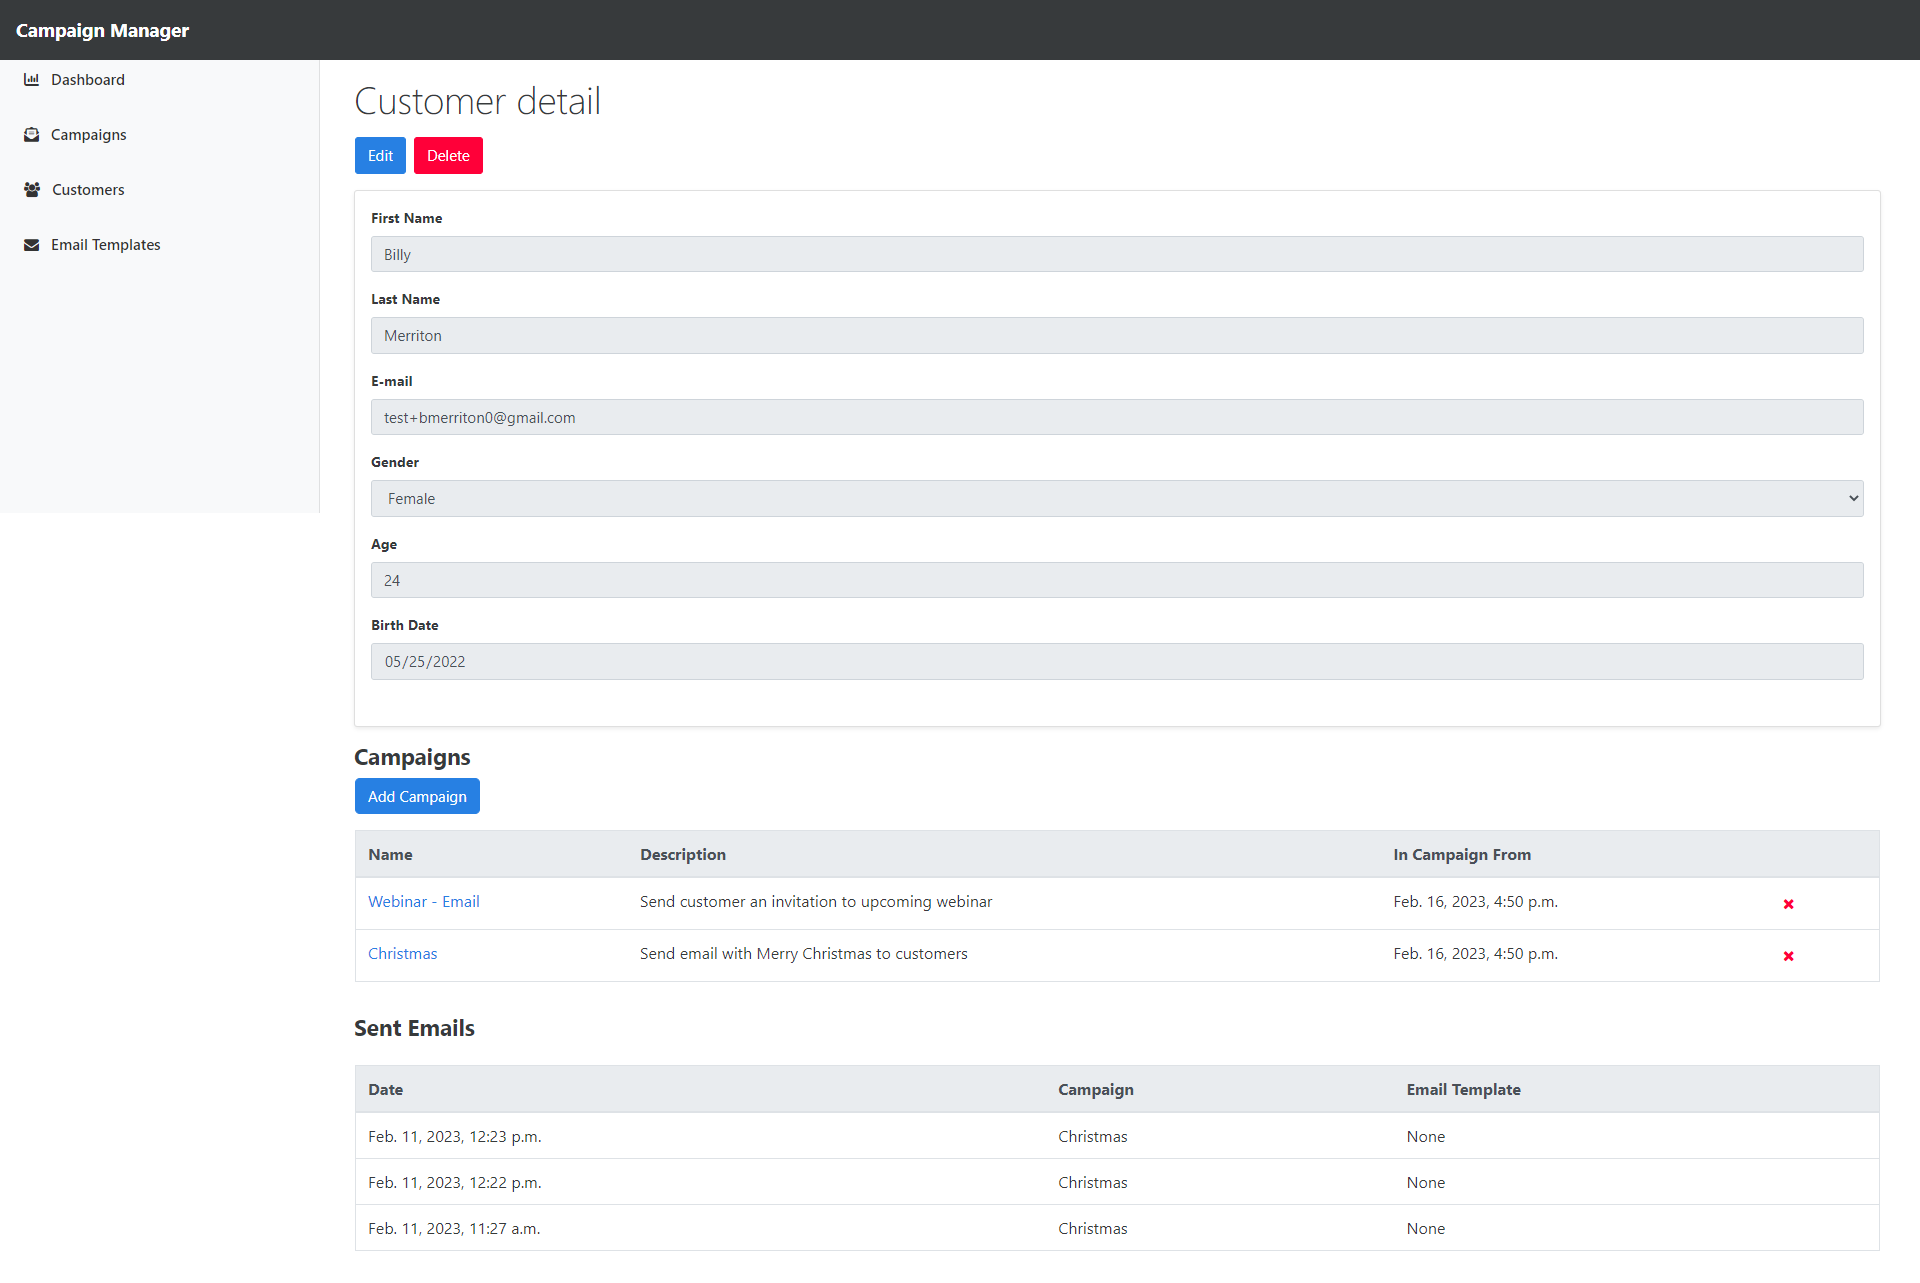 Campaign Manager
Dashboard
Campaigns
Customers
Email Templates
Customer detail
Edit Delete
First Name
Billy
Last Name
Merriton
E-mail
test+bmerriton0@gmail.com
Gender
Female
Age
24
Birth Date
05/25/2022
Campaigns
Add Campaign
Name Description In Campaign From
Webinar - Email Send customer an invitation to upcoming webinar Feb. 16, 2023, 4:50 p.m.
Christmas Send email with Merry Christmas to customers Feb. 16, 2023, 4:50 p.m.
Sent Emails
Date Campaign Email Template
Feb. 11, 2023, 12:23 p.m. Christmas None
Feb. 11, 2023, 12:22 p.m. Christmas None
Feb. 11, 2023, 11:27 a.m. Christmas None